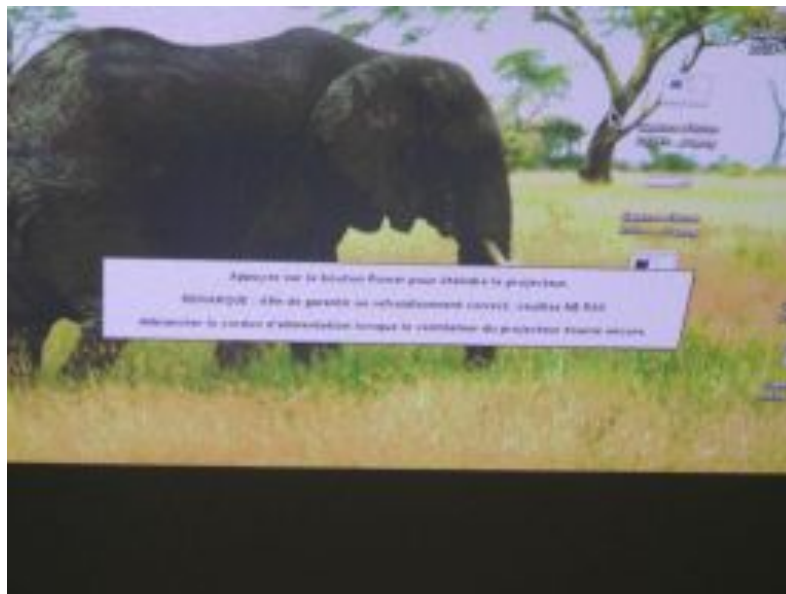 Appuyez sur le bouton Power pour éteindre le projecteur.
REMARQUE : Afin de garantir un refroidissement correct, veuillez NE PAS
débrancher le cordon d'alimentation lorsque le ventilateur du projecteur tourne encore.